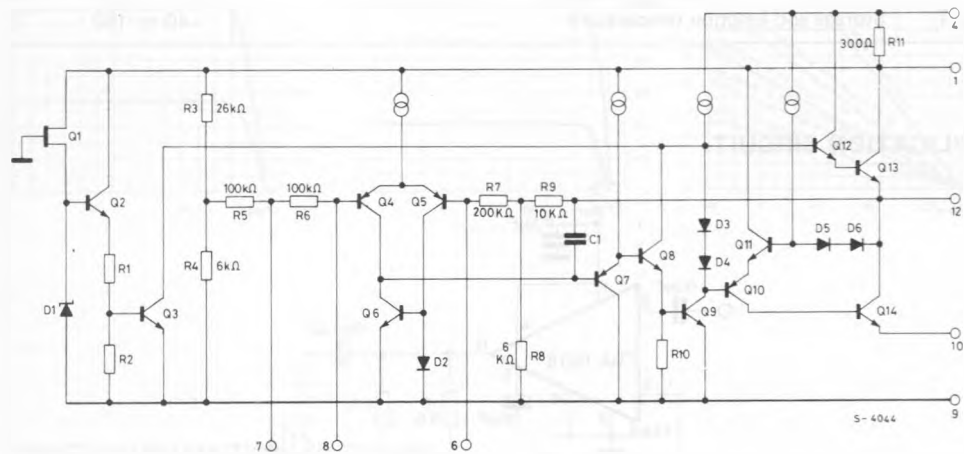 4
300Ω R11
1
R3 26kΩ
Q1
Q12
Q13
Q2
100kΩ
R5
100kΩ
R6
Q4
Q5
R7
200KΩ
R9
10KΩ
12
C1
D3
D5 D6
Q11
D4
R4 6kΩ
R1
Q7
Q8
Q10
D1
Q3
Q6
Q9
Q14
10
R2
D2
6
KΩ
R8
R10
9
S-4044
7
8
6